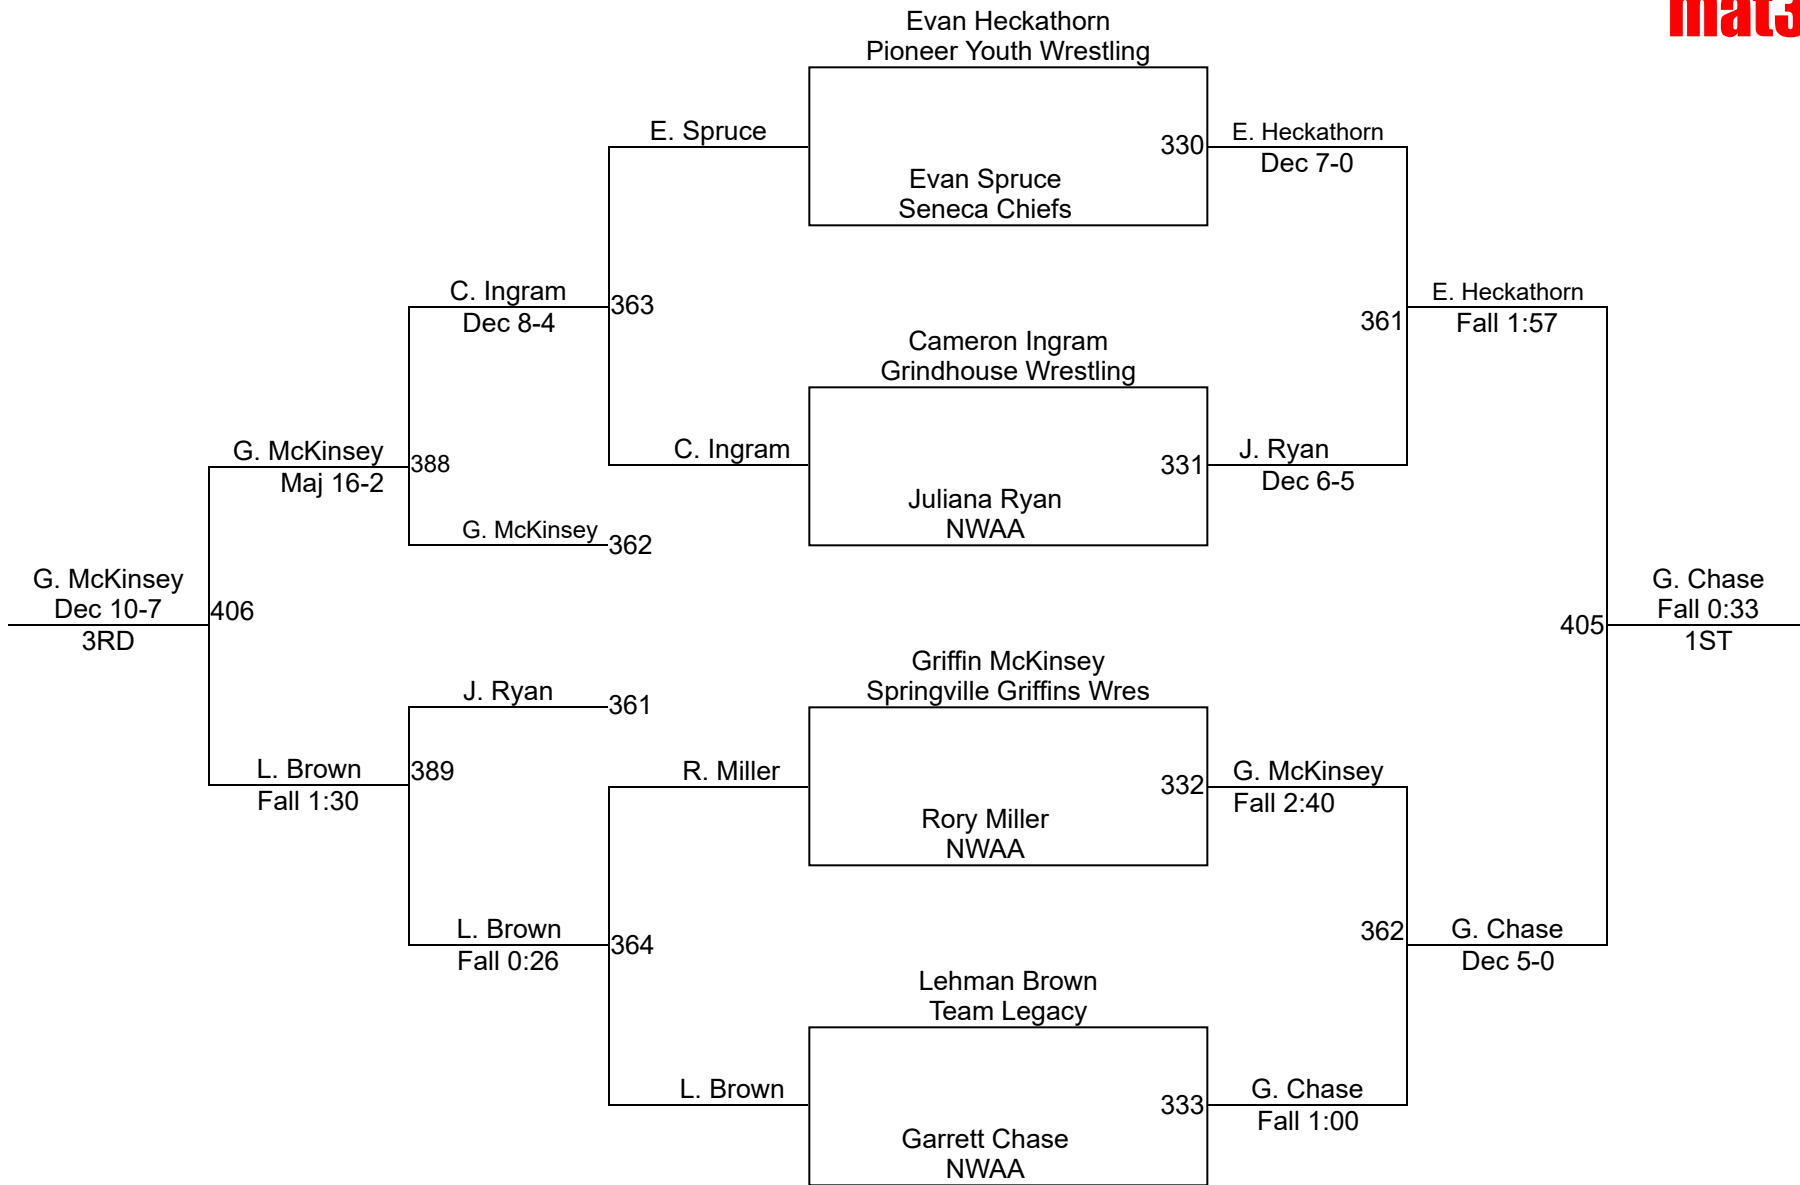 mat3
Evan Heckathorn
Pioneer Youth Wrestling
E. Spruce
330
E. Heckathorn
Dec 7-0
Evan Spruce
Seneca Chiefs
C. Ingram
Dec 8-4
363
E. Heckathorn
Fall 1:57
361
Cameron Ingram
Grindhouse Wrestling
G. McKinsey
Maj 16-2
388
C. Ingram
331
J. Ryan
Dec 6-5
Juliana Ryan
NWAA
G. McKinsey
362
G. McKinsey
Dec 10-7
3RD
406
G. Chase
Fall 0:33
1ST
405
Griffin McKinsey
Springville Griffins Wres
J. Ryan
361
L. Brown
Fall 1:30
389
R. Miller
332
G. McKinsey
Fall 2:40
Rory Miller
NWAA
L. Brown
Fall 0:26
364
362
G. Chase
Dec 5-0
Lehman Brown
Team Legacy
L. Brown
333
G. Chase
Fall 1:00
Garrett Chase
NWAA